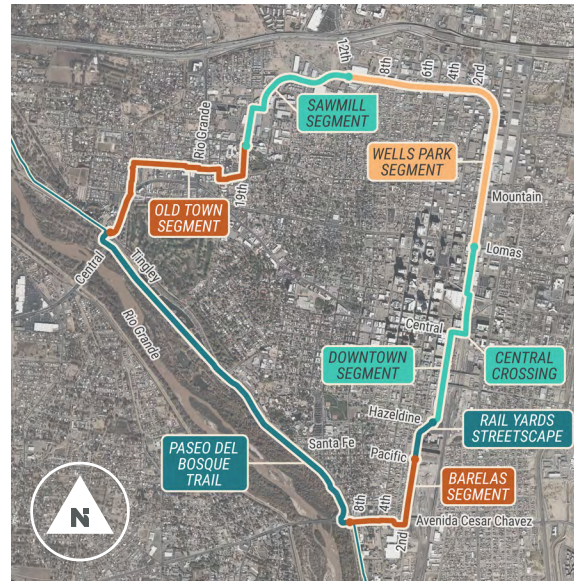 12th
8th
6th
4th
2nd
SAWMILL
SEGMENT
Rio Grande
WELLS PARK
SEGMENT
19th
Mountain
OLD TOWN
SEGMENT
Lomas
Central
Tingley
Rio Grande
Central
DOWNTOWN
SEGMENT
CENTRAL
CROSSING
Hazeldine
RAIL YARDS
STREETSCAPE
Santa Fe
PASEO DEL
BOSQUE
TRAIL
Pacific
BARELAS
SEGMENT
8th
4th
2nd
Avenida Cesar Chavez
N